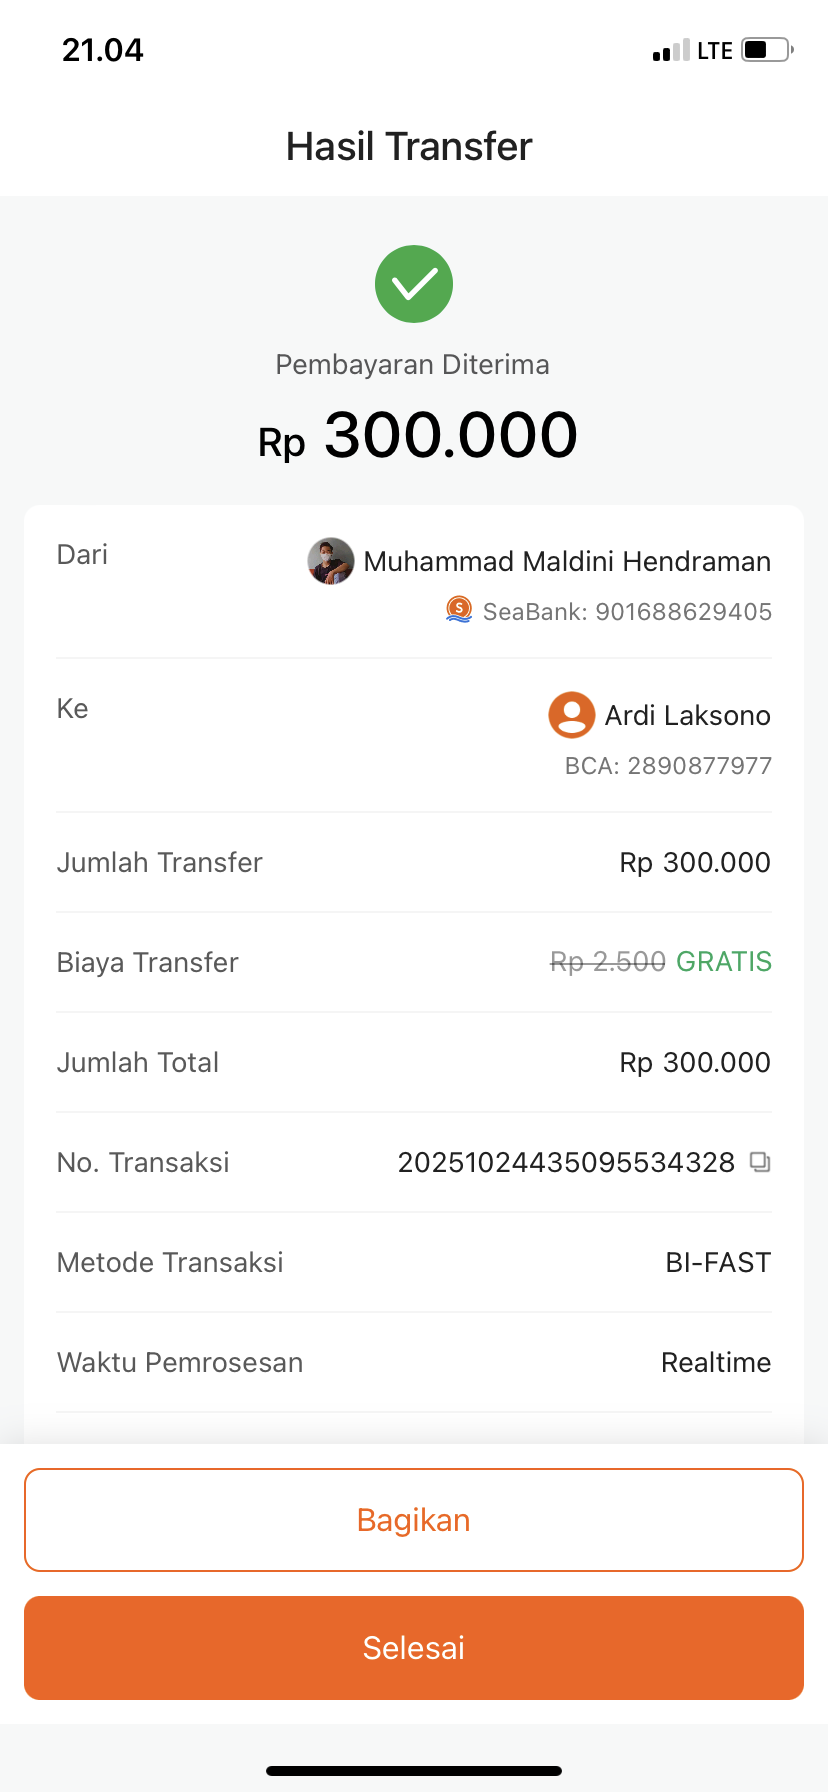 21.04
LTE
Hasil Transfer
Pembayaran Diterima
Rp 300.000
Dari
Muhammad Maldini Hendraman
S
SeaBank: 901688629405
Ke
Ardi Laksono
BCA: 2890877977
Jumlah Transfer
Rp 300.000
Biaya Transfer
Rp 2.500 GRATIS
Jumlah Total
Rp 300.000
No. Transaksi
20251024435095534328
Metode Transaksi
BI-FAST
Waktu Pemrosesan
Realtime
Bagikan
Selesai